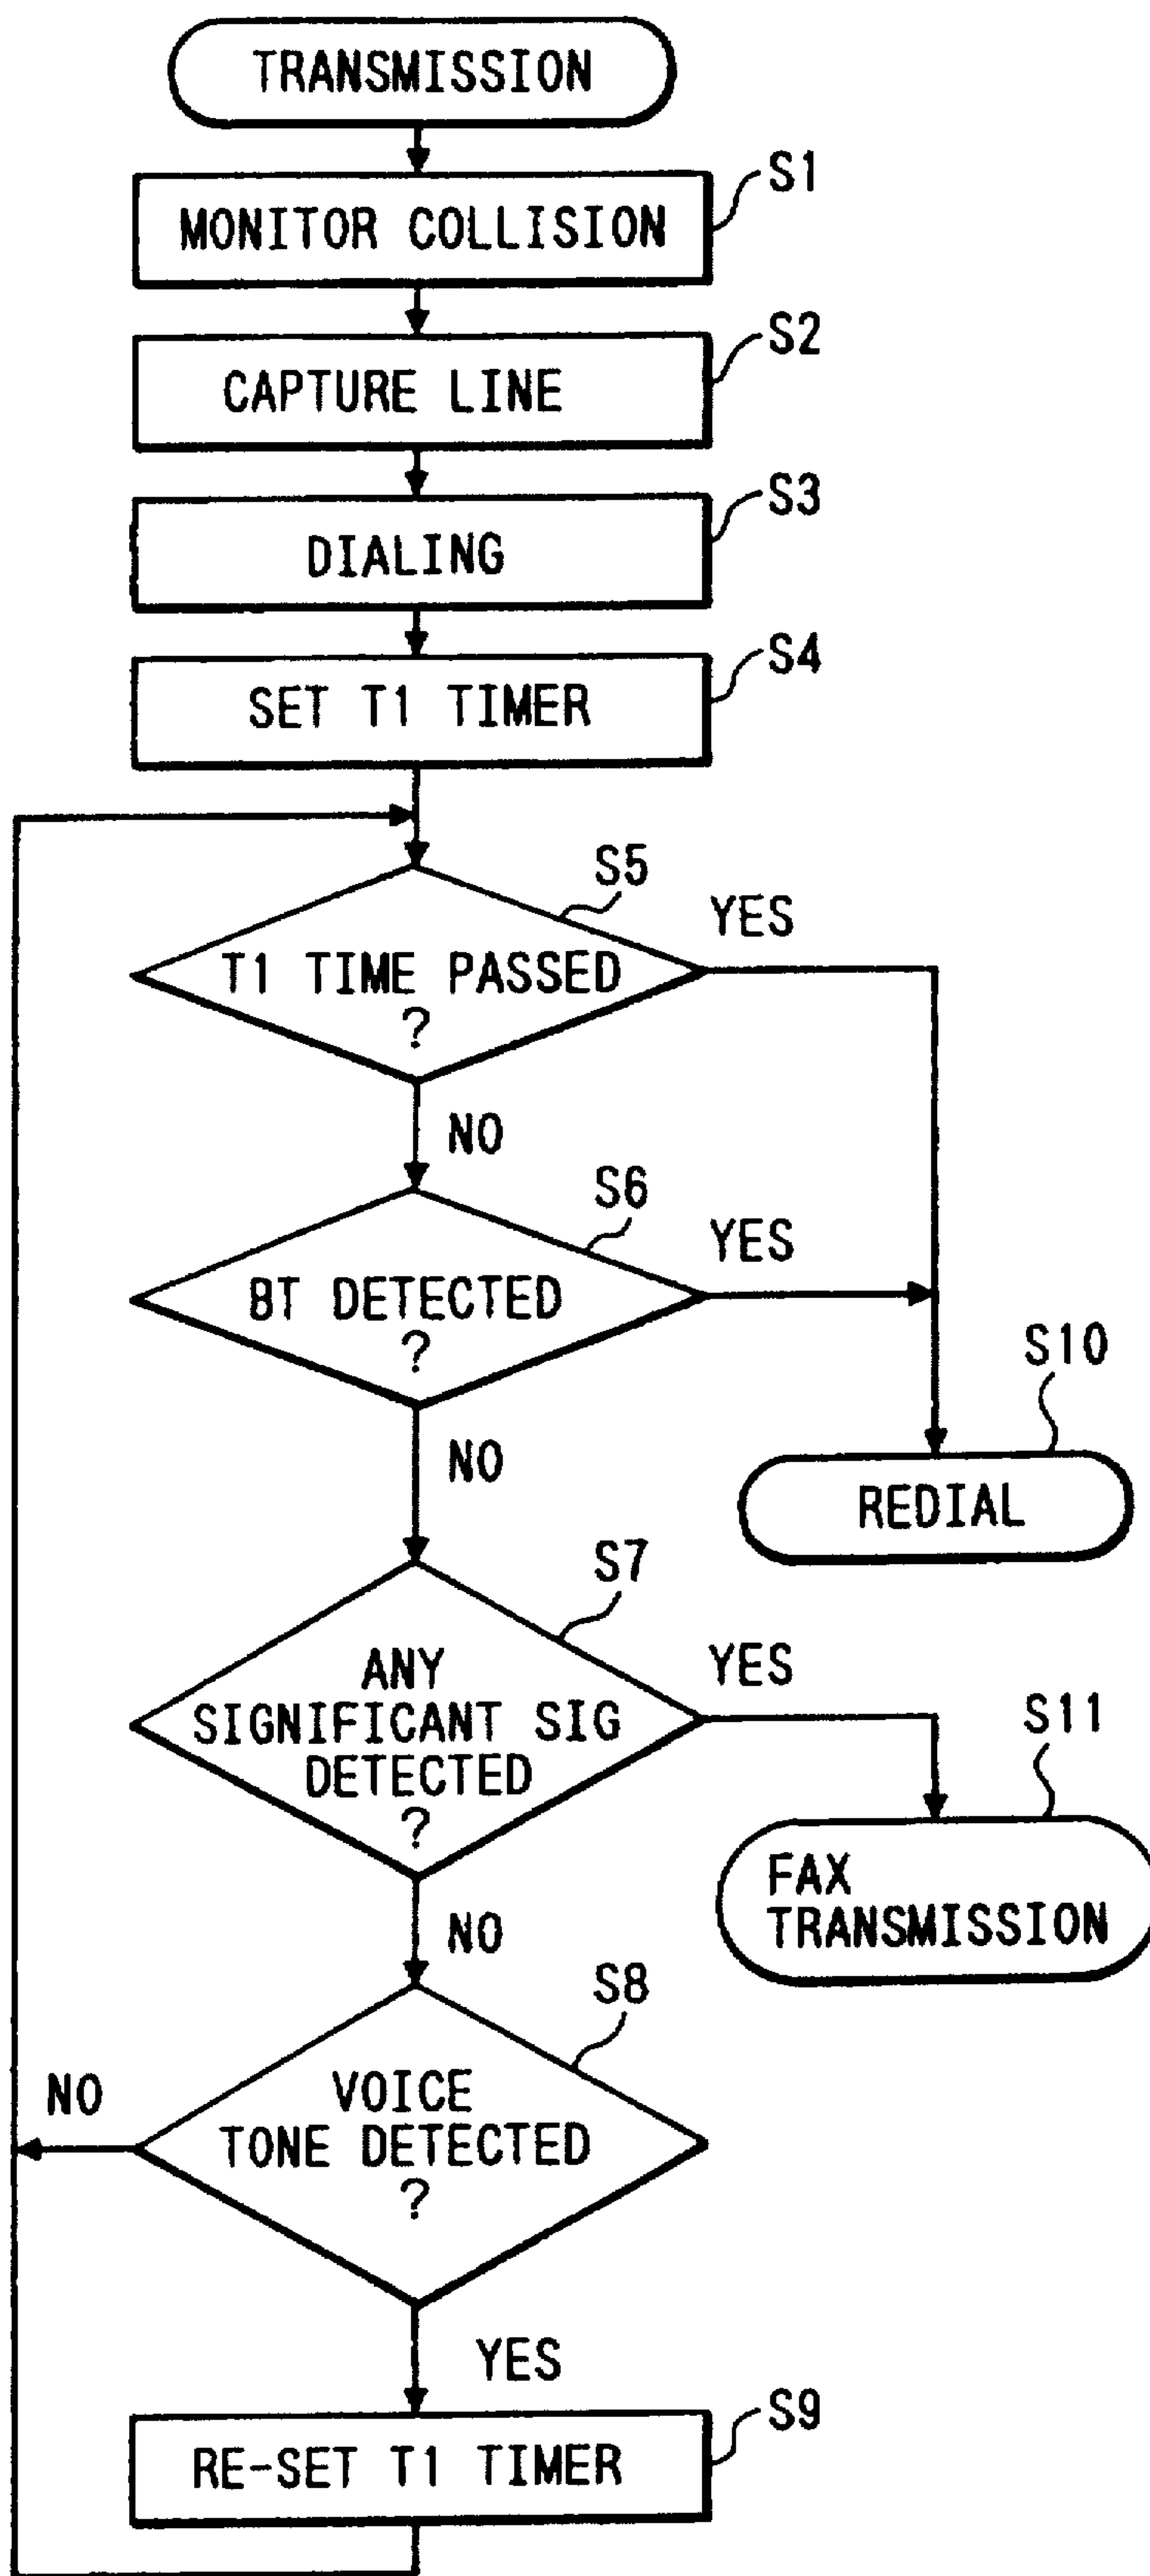 TRANSMISSION
S1
MONITOR COLLISION
S2
CAPTURE LINE
S3
DIALING
S4
SET T1 TIMER
S5
YES
T1 TIME PASSED
?
NO
S6
YES
BT DETECTED
?
S10
NO
REDIAL
S7
YES
ANY
SIGNIFICANT SIG
DETECTED
?
S11
FAX
TRANSMISSION
NO
S8
NO
VOICE
TONE DETECTED
?
YES
S9
RE-SET T1 TIMER